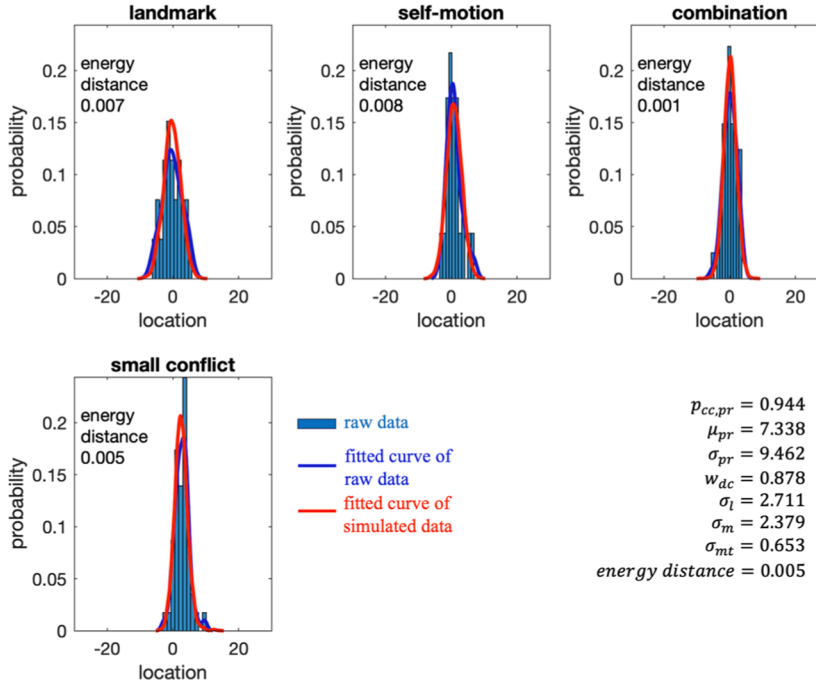 landmark
energy
distance
0.007
0.2
0.15
0.1
0.05
0
probability
-20
0
20
location
self-motion
energy
distance
0.008
0.2
0.15
0.1
0.05
0
probability
-20
0
20
location
combination
energy
distance
0.001
0.2
0.15
0.1
0.05
0
probability
-20
0
20
location
small conflict
energy
distance
0.005
0.2
0.15
0.1
0.05
0
probability
-20
0
20
location
raw data
fitted curve of
raw data
fitted curve of
simulated data
p_{cc,pr} = 0.944
μ_{pr} = 7.338
σ_{pr} = 9.462
w_{dc} = 0.878
σ_l = 2.711
σ_m = 2.379
σ_{mt} = 0.653
energy distance = 0.005